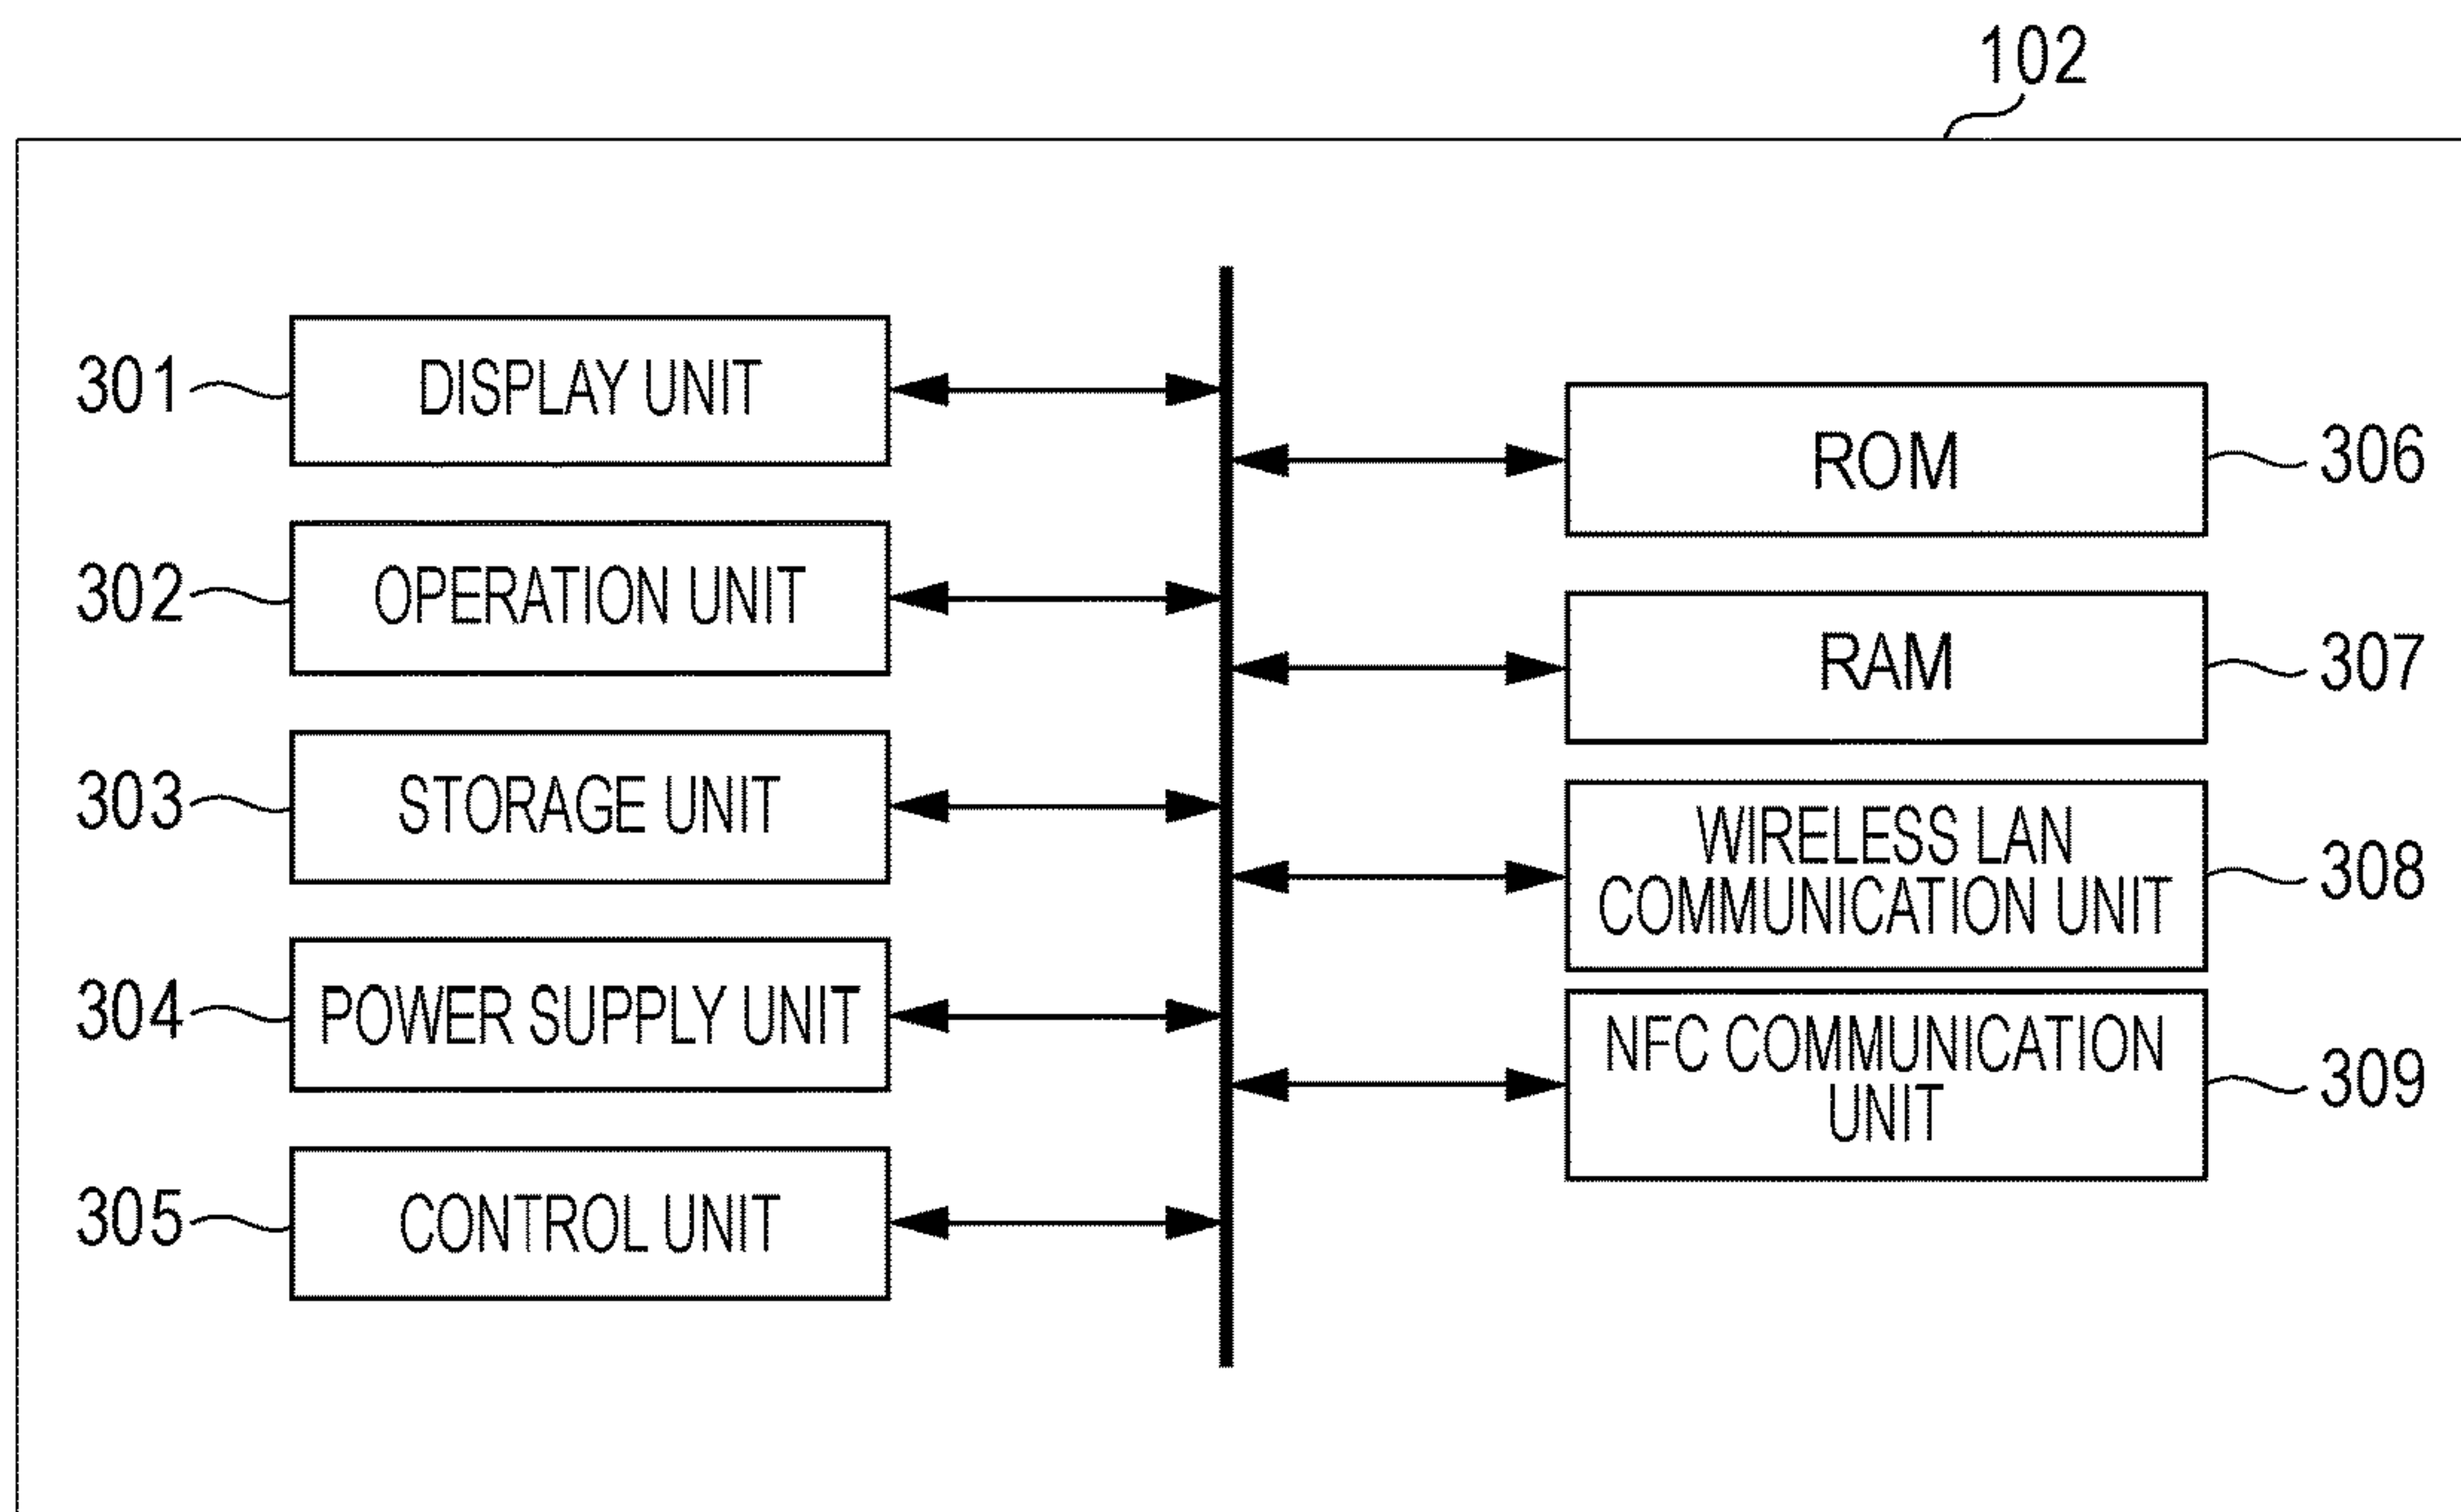 102
301
DISPLAY UNIT
302
OPERATION UNIT
303
STORAGE UNIT
304
POWER SUPPLY UNIT
305
CONTROL UNIT
ROM
306
RAM
307
WIRELESS LAN
COMMUNICATION UNIT
308
NFC COMMUNICATION
UNIT
309